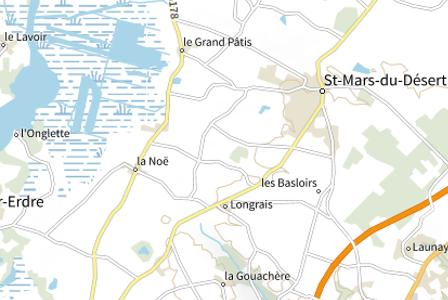 178
le Lavoir
le Grand Pâtis
St-Mars-du-Désert
l'Onglette
la Noë
les Basloirs
r-Erdre
Longrais
Launay
la Gouachère